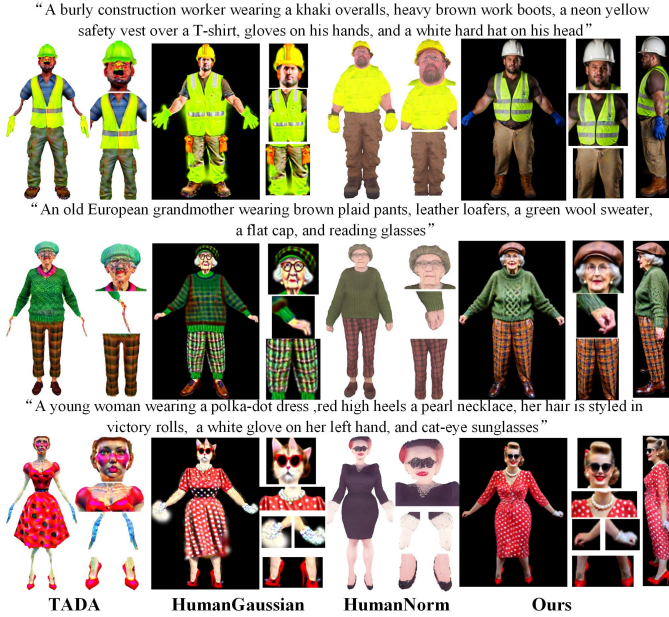 “A burly construction worker wearing a khaki overalls, heavy brown work boots, a neon yellow
safety vest over a T-shirt, gloves on his hands, and a white hard hat on his head”
“An old European grandmother wearing brown plaid pants, leather loafers, a green wool sweater,
a flat cap, and reading glasses”
“A young woman wearing a polka-dot dress ,red high heels a pearl necklace, her hair is styled in
victory rolls, a white glove on her left hand, and cat-eye sunglasses”
TADA HumanGaussian HumanNorm Ours